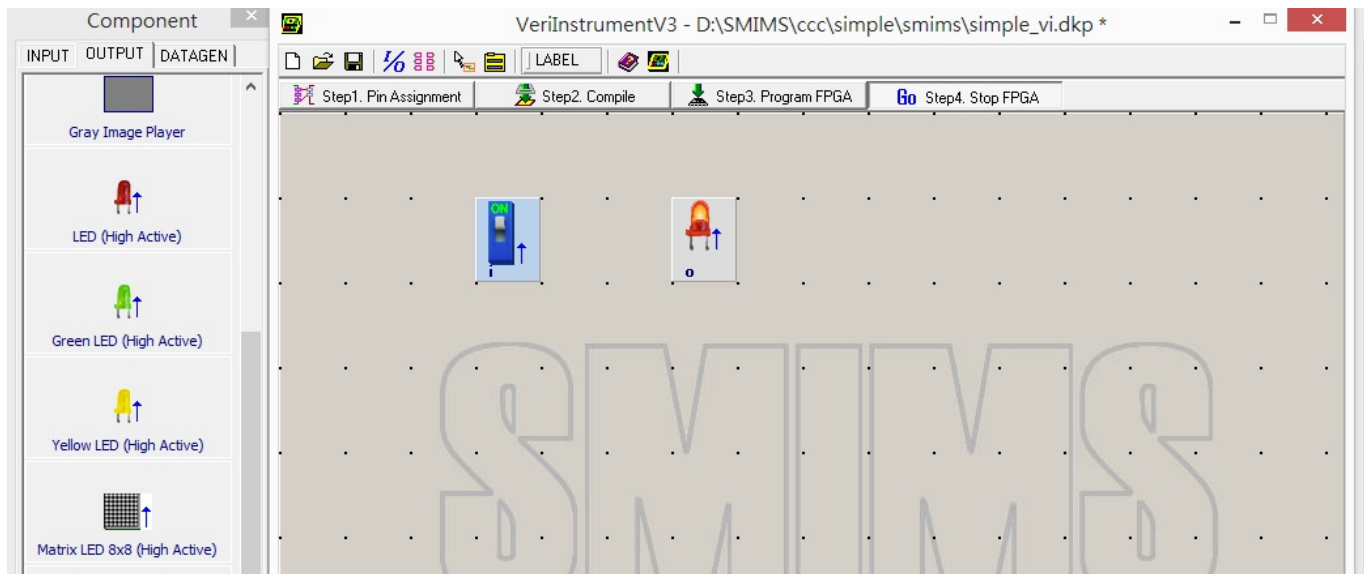 Component
INPUT OUTPUT DATAGEN
Gray Image Player
LED (High Active)
Green LED (High Active)
Yellow LED (High Active)
Matrix LED 8x8 (High Active)
VeriInstrumentV3 - D:\SMIMS\ccc\simple\smims\simple_vi.dkp *
I/O LABEL
Step1. Pin Assignment Step2. Compile Step3. Program FPGA Go Step4. Stop FPGA
ON
i o
SMIMS